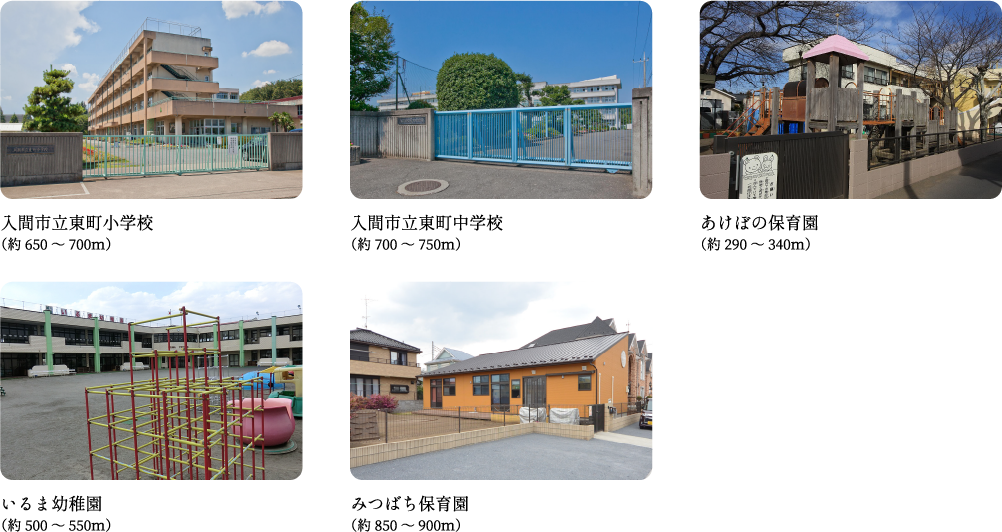 入間市立東町小学校
（約 650 ～ 700m）
入間市立東町中学校
（約 700 ～ 750m）
あけぼの保育園
（約 290 ～ 340m）
いるま幼稚園
（約 500 ～ 550m）
みつばち保育園
（約 850 ～ 900m）